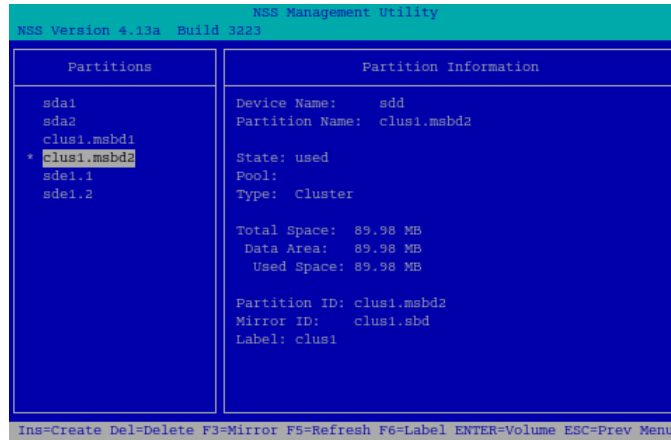 NSS Management Utility
NSS Version 4.13a Build 3223
Partitions
sda1
sda2
clus1.msbd1
* clus1.msbd2
sde1.1
sde1.2
Partition Information
Device Name: sdd
Partition Name: clus1.msbd2
State: used
Pool:
Type: Cluster
Total Space: 89.98 MB
Data Area: 89.98 MB
Used Space: 89.98 MB
Partition ID: clus1.msbd2
Mirror ID: clus1.sbd
Label: clus1
Ins=Create Del=Delete F3=Mirror F5=Refresh F6=Label ENTER=Volume ESC=Prev Menu